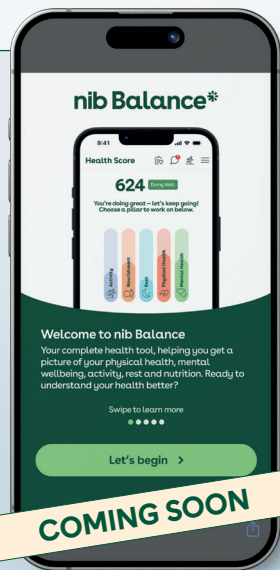 nib Balance*
9:41
Health Score
624 Doing Well
You're doing great – let's keep going!
Choose a pillar to work on below.
Activity
Nourishment
Rest
Physical Health
Mental Health
Welcome to nib Balance
Your complete health tool, helping you get a
picture of your physical health, mental
wellbeing, activity, rest and nutrition. Ready to
understand your health better?
Swipe to learn more
Let's begin >
COMING SOON